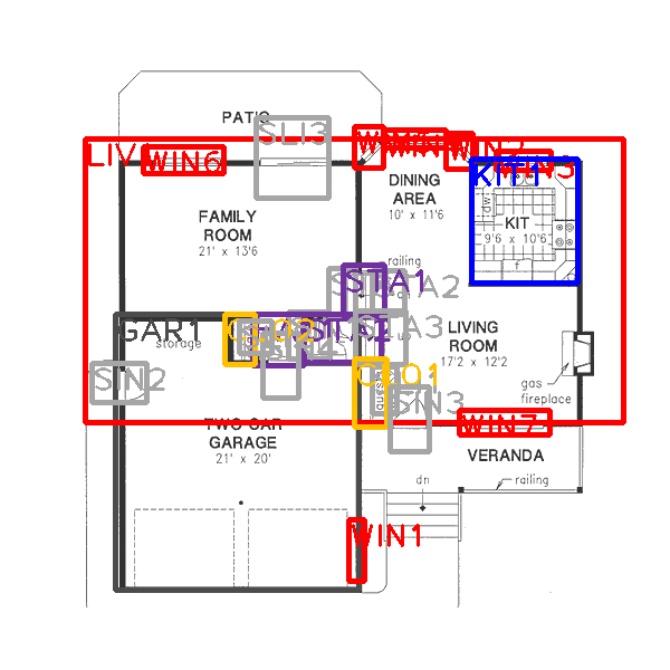 PATIO
SLI3
LIV
WIN6
WIN5
KIT1
DINING
AREA
10' x 11'6
dw
KIT
9'6 x 10'6
f
FAMILY
ROOM
21' x 13'6
railing
STA1
STA2
GAR1
CLO2
STA3
storage
LIVING
ROOM
17'2 x 12'2
SIN2
CLO1
gas
fireplace
SIN3
TWO CAR
GARAGE
21' x 20'
WIN7
VERANDA
dn
railing
WIN1